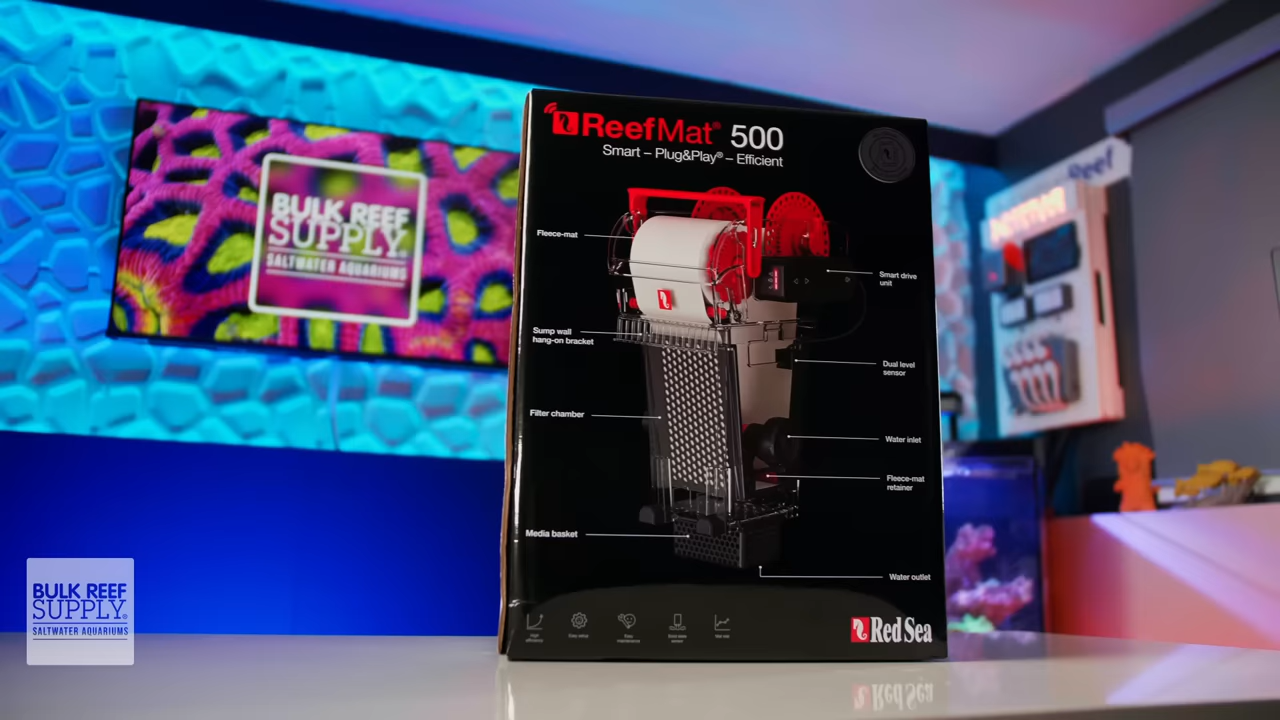 ReefMat® 500
Smart – Plug&Play® – Efficient
Fleece-mat
Smart drive
unit
Sump wall
hang-on bracket
Dual level
sensor
Filter chamber
Water inlet
Fleece-mat
retainer
Media basket
Water outlet
Red Sea
BULK REEF
SUPPLY®
SALTWATER AQUARIUMS
Reef
BULK REEF
SUPPLY®
SALTWATER AQUARIUMS